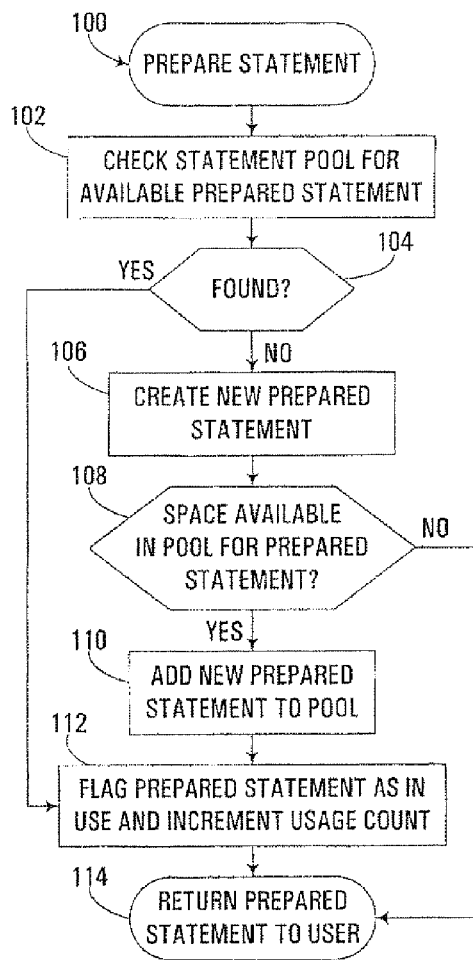 100
PREPARE STATEMENT
102
CHECK STATEMENT POOL FOR
AVAILABLE PREPARED STATEMENT
104
YES
FOUND?
NO
106
CREATE NEW PREPARED
STATEMENT
108
SPACE AVAILABLE
IN POOL FOR PREPARED
STATEMENT?
NO
YES
110
ADD NEW PREPARED
STATEMENT TO POOL
112
FLAG PREPARED STATEMENT AS IN
USE AND INCREMENT USAGE COUNT
114
RETURN PREPARED
STATEMENT TO USER